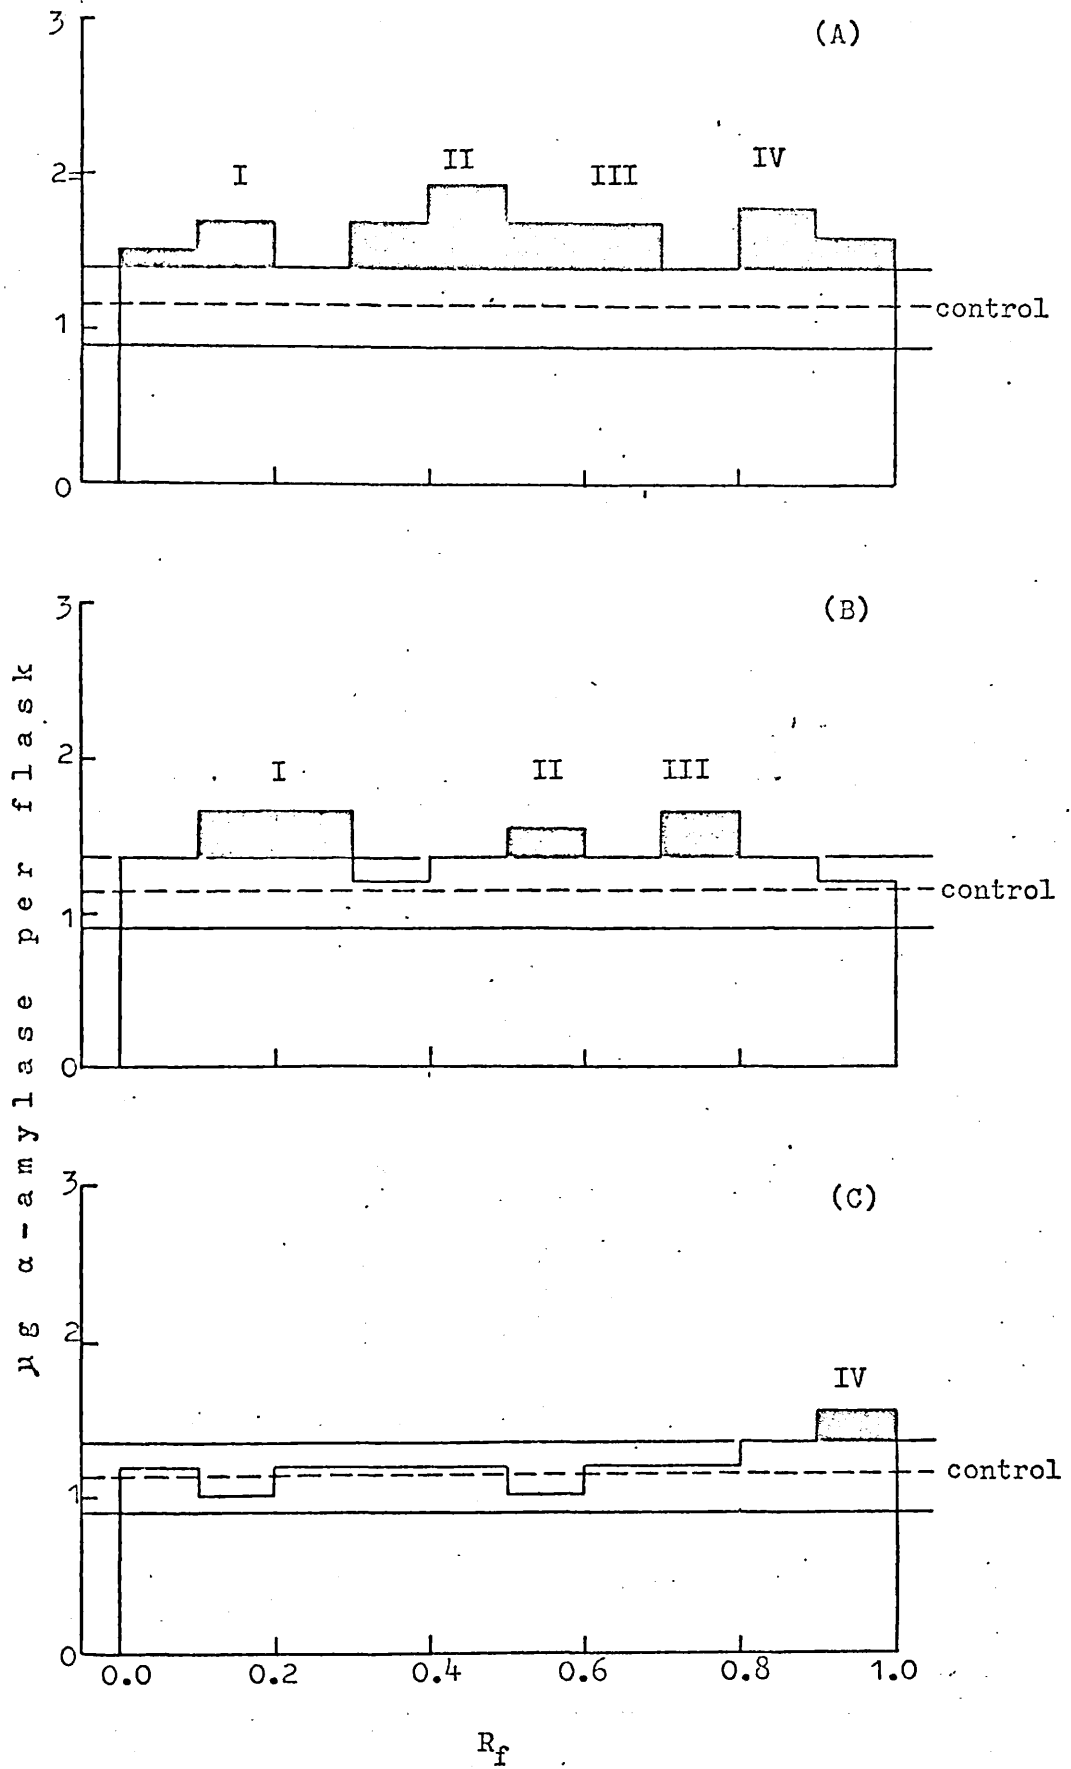 3
(A)
2
I
II
III
IV
1
control
0
3
(B)
2
I
II
III
1
control
0
µg α-amylase per flask
3
(C)
2
IV
1
control
0
0.0
0.2
0.4
0.6
0.8
1.0
Rf